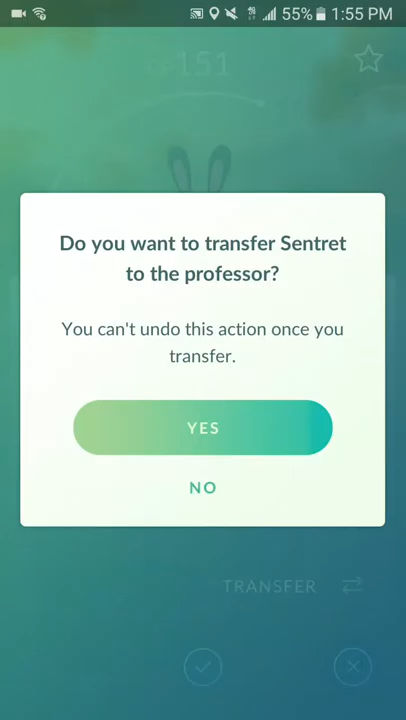 55% 1:55 PM
151
Do you want to transfer Sentret
to the professor?
You can't undo this action once you
transfer.
YES
NO
TRANSFER